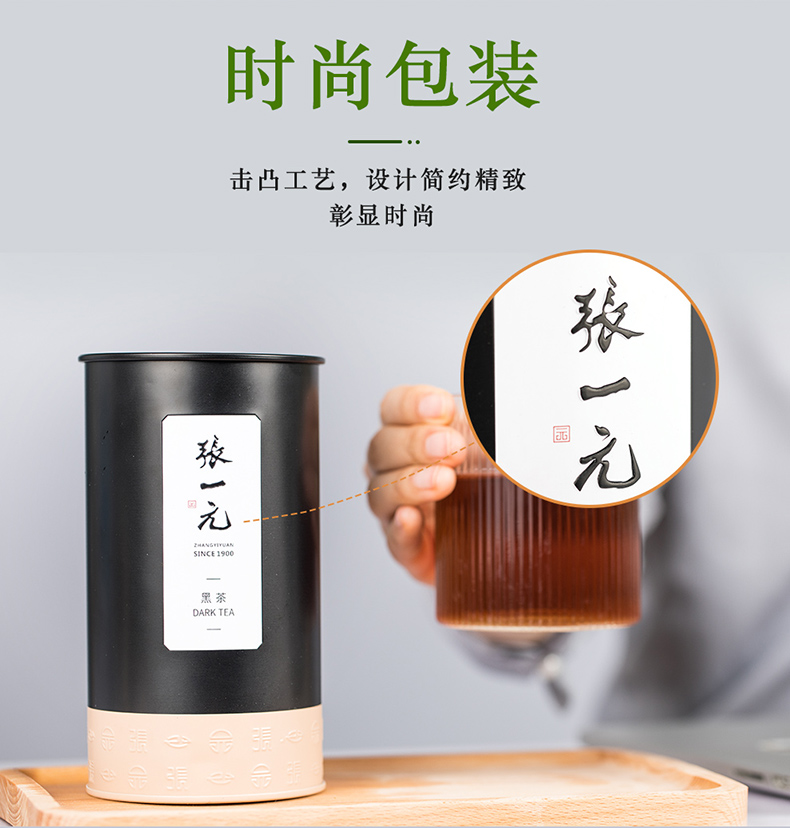 时尚包装
击凸工艺，设计简约精致
彰显时尚
張
一
元
張
一
元
ZHANGYIYUAN
SINCE 1900
黑茶
DARK TEA